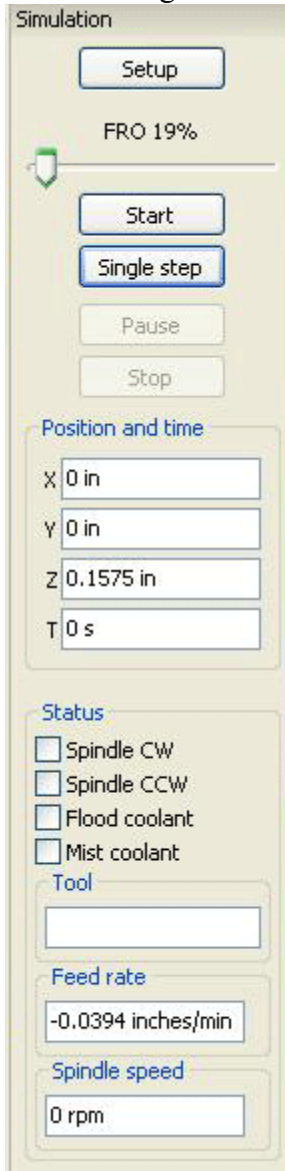 Simulation
Setup
FRO 19%
Start
Single step
Pause
Stop
Position and time
X 0 in
Y 0 in
Z 0.1575 in
T 0 s
Status
Spindle CW
Spindle CCW
Flood coolant
Mist coolant
Tool
Feed rate
-0.0394 inches/min
Spindle speed
0 rpm